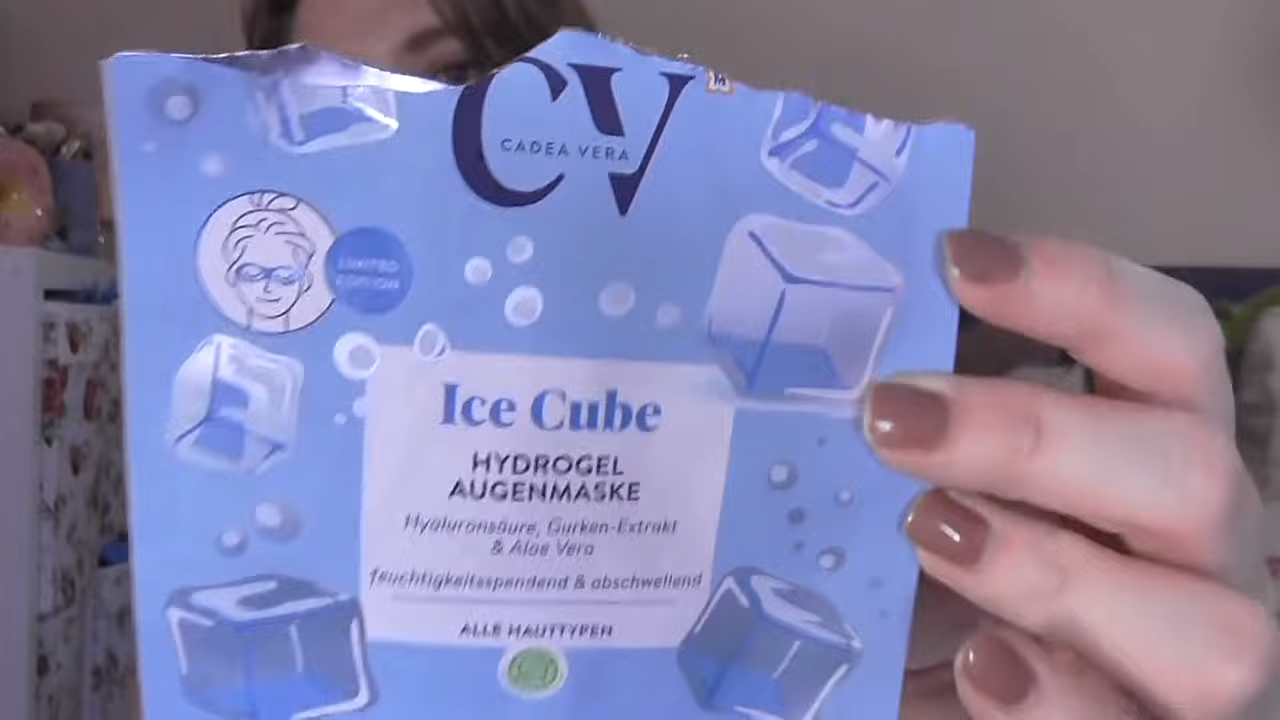 CV
M
CADEA VERA
LIMITED
EDITION
Ice Cube
HYDROGEL
AUGENMASKE
Hyaluronsäure, Gurken-Extrakt
& Aloe Vera
feuchtigkeitsspendend & abschwellend
ALLE HAUTTYPEN